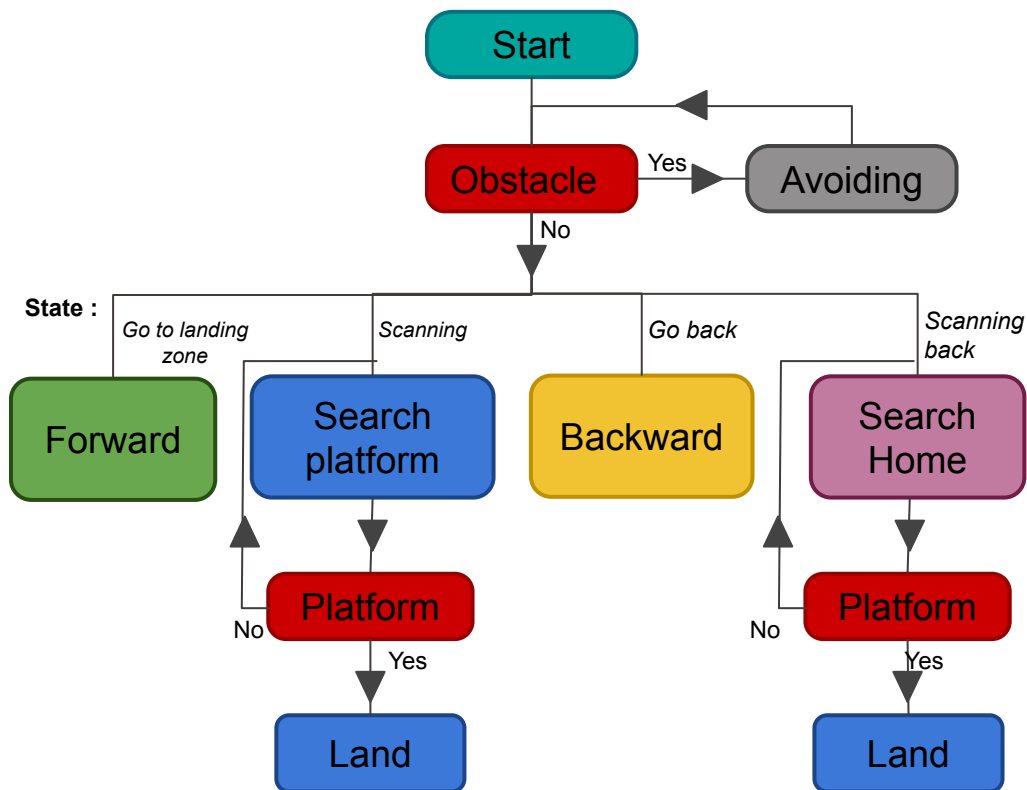 Start
Obstacle
Yes
Avoiding
No
State :
Go to landing
zone
Scanning
Go back
Scanning
back
Forward
Search
platform
Backward
Search
Home
Platform
No
Yes
Platform
No
Yes
Land
Land